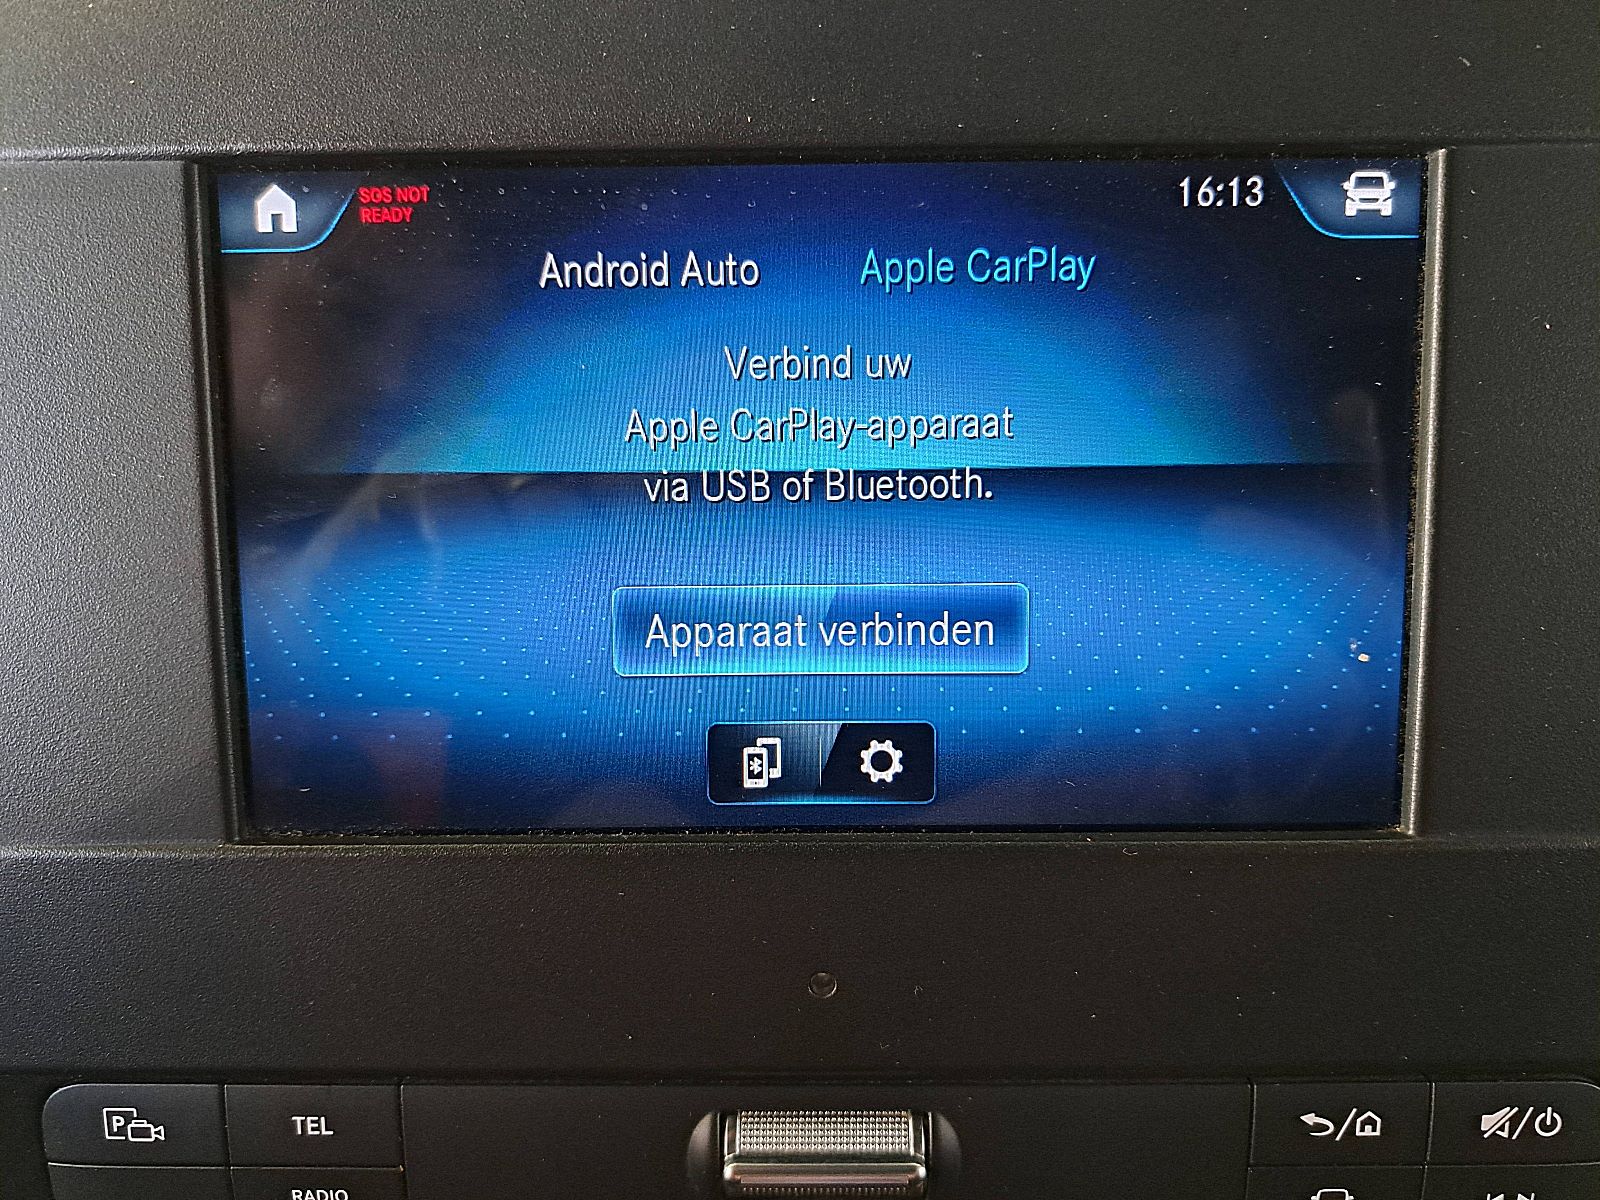 SOS NOT
READY
16:13
Android Auto
Apple CarPlay
Verbind uw
Apple CarPlay-apparaat
via USB of Bluetooth.
Apparaat verbinden
P
TEL
RADIO